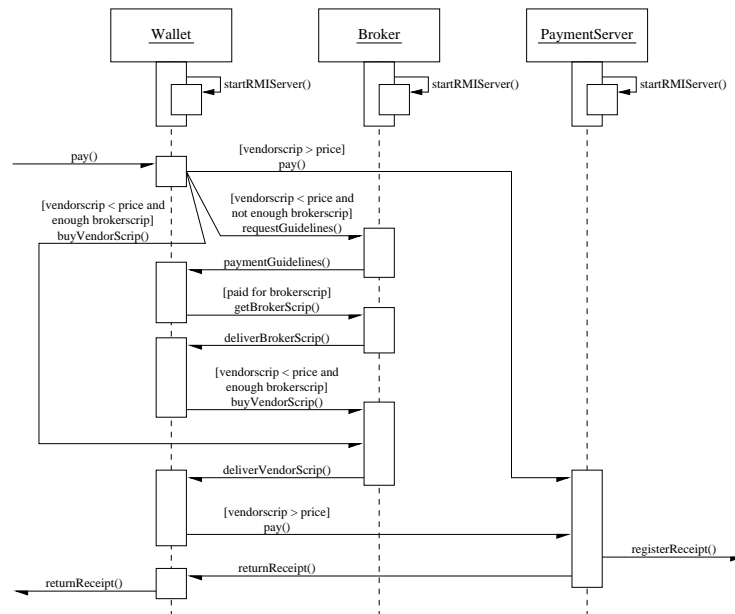 Wallet
Broker
PaymentServer
startRMIServer()
startRMIServer()
startRMIServer()
pay()
[vendorscrip > price]
pay()
[vendorscrip < price and
enough brokerscrip]
buyVendorScrip()
[vendorscrip < price and
not enough brokerscrip]
requestGuidelines()
paymentGuidelines()
[paid for brokerscrip]
getBrokerScrip()
deliverBrokerScrip()
[vendorscrip < price and
enough brokerscrip]
buyVendorScrip()
deliverVendorScrip()
[vendorscrip > price]
pay()
registerReceipt()
returnReceipt()
returnReceipt()